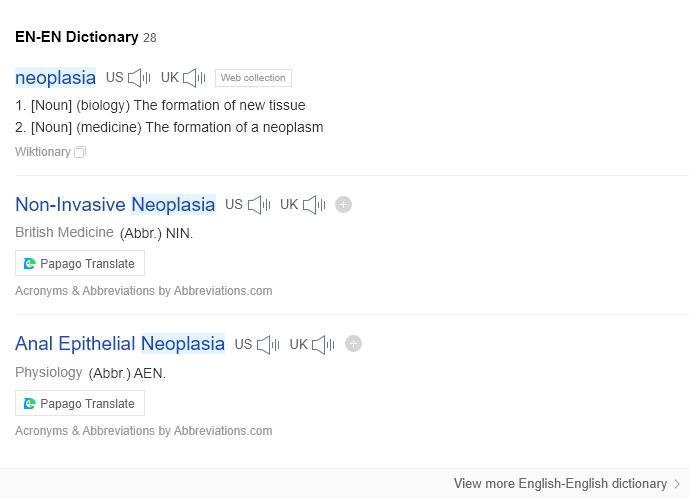 EN-EN Dictionary 28
neoplasia US UK Web collection
1. [Noun] (biology) The formation of new tissue
2. [Noun] (medicine) The formation of a neoplasm
Wiktionary
Non-Invasive Neoplasia US UK
British Medicine (Abbr.) NIN.
Papago Translate
Acronyms & Abbreviations by Abbreviations.com
Anal Epithelial Neoplasia US UK
Physiology (Abbr.) AEN.
Papago Translate
Acronyms & Abbreviations by Abbreviations.com
View more English-English dictionary